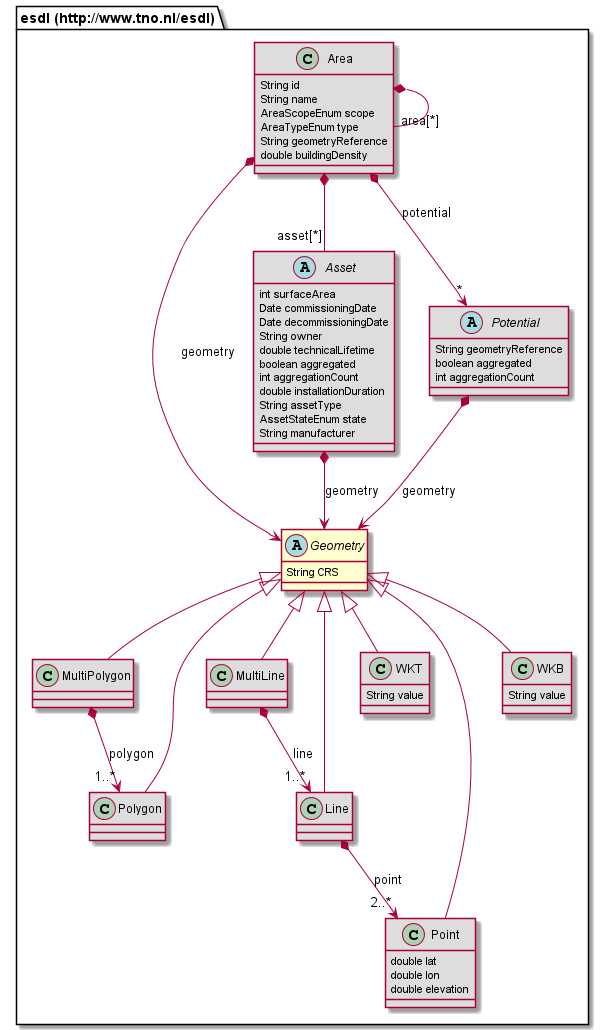 esdl (http://www.tno.nl/esdl)
C Area
String id
String name
AreaScopeEnum scope
AreaTypeEnum type
String geometryReference
double buildingDensity
area[*]
potential
asset[*]
*
A Asset
int surfaceArea
Date commissioningDate
Date decommissioningDate
String owner
double technicalLifetime
boolean aggregated
int aggregationCount
double installationDuration
String assetType
AssetStateEnum state
String manufacturer
A Potential
String geometryReference
boolean aggregated
int aggregationCount
geometry
geometry
geometry
A Geometry
String CRS
C MultiPolygon
C MultiLine
C WKT
String value
C WKB
String value
polygon
1..*
line
1..*
C Polygon
C Line
point
2..*
C Point
double lat
double lon
double elevation